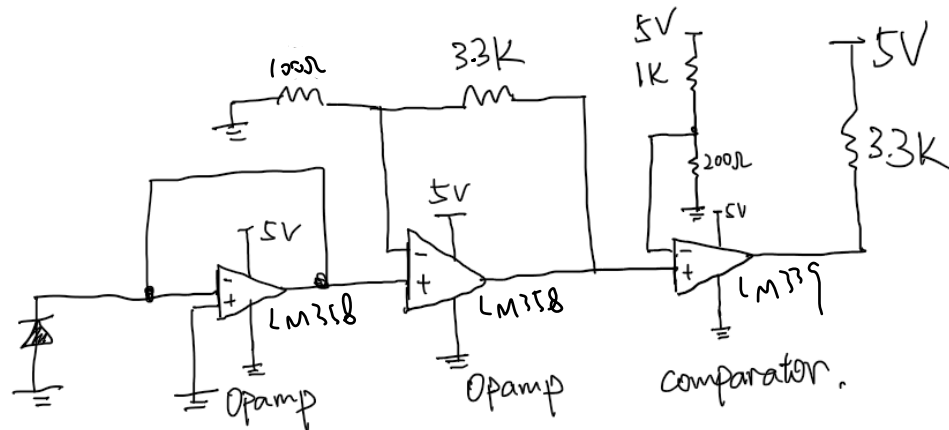 100Ω
3.3K
5V
1K
200Ω
5V
3.3K
5V
-
+
LM358
Opamp
5V
-
+
LM358
Opamp
5V
-
+
LM339
comparator.